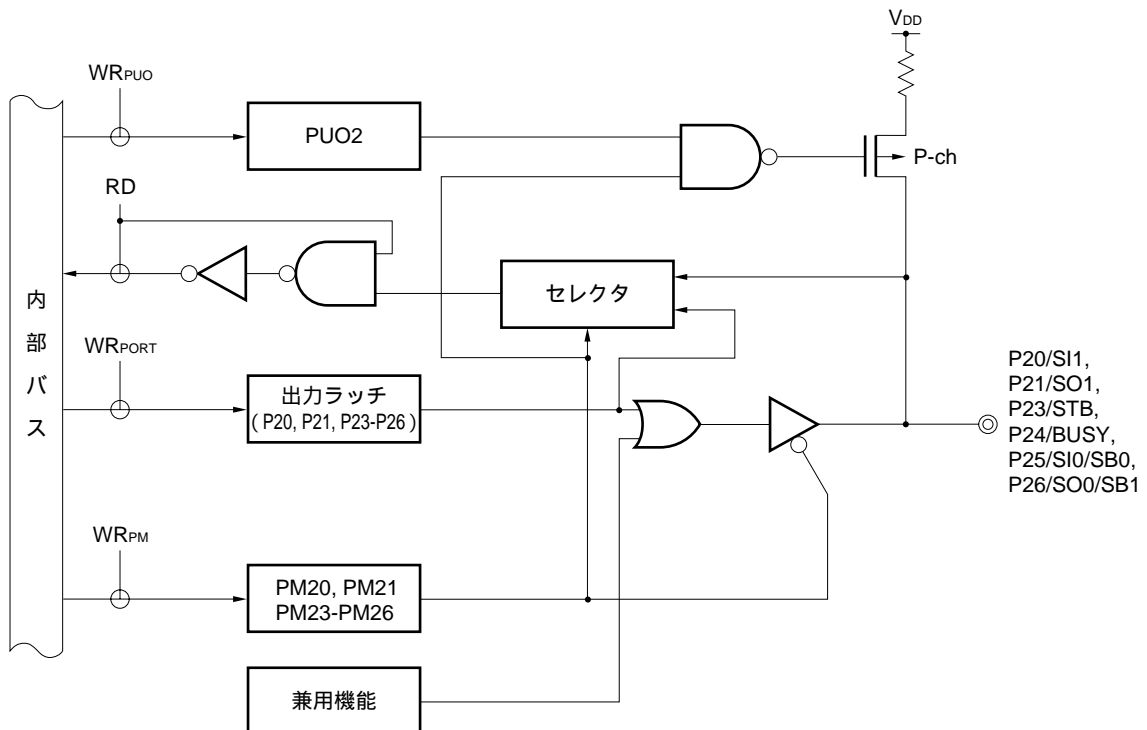 VDD
WRPUO
PUO2
P-ch
RD
セレクタ
内部バス
WRPORT
出力ラッチ
( P20, P21, P23-P26 )
P20/SI1,
P21/SO1,
P23/STB,
P24/BUSY,
P25/SI0/SB0,
P26/SO0/SB1
WRPM
PM20, PM21
PM23-PM26
兼用機能